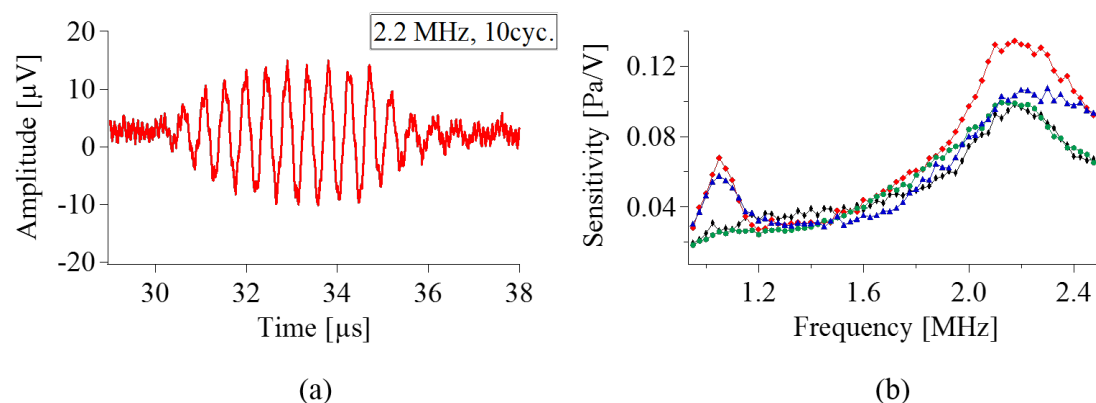 2.2 MHz, 10cyc.
Amplitude [µV]
20
10
0
-10
-20
30
32
34
36
38
Time [µs]
(a)
Sensitivity [Pa/V]
0.12
0.08
0.04
1.2
1.6
2.0
2.4
Frequency [MHz]
(b)